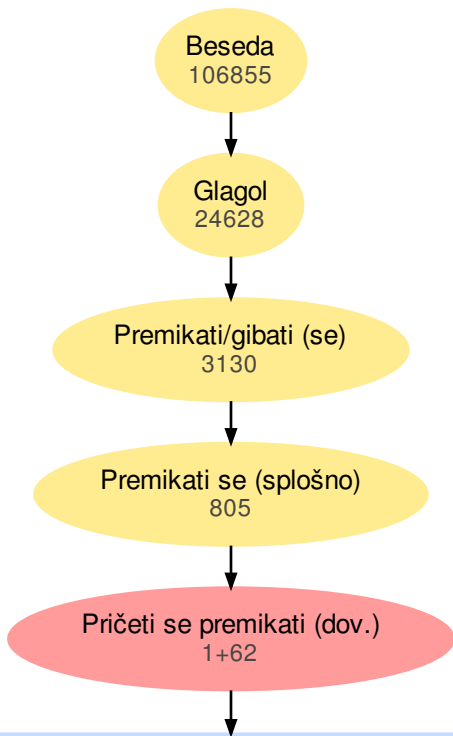 Beseda
106855
Glagol
24628
Premikati/gibati (se)
3130
Premikati se (splošno)
805
Pričeti se premikati (dov.)
1+62